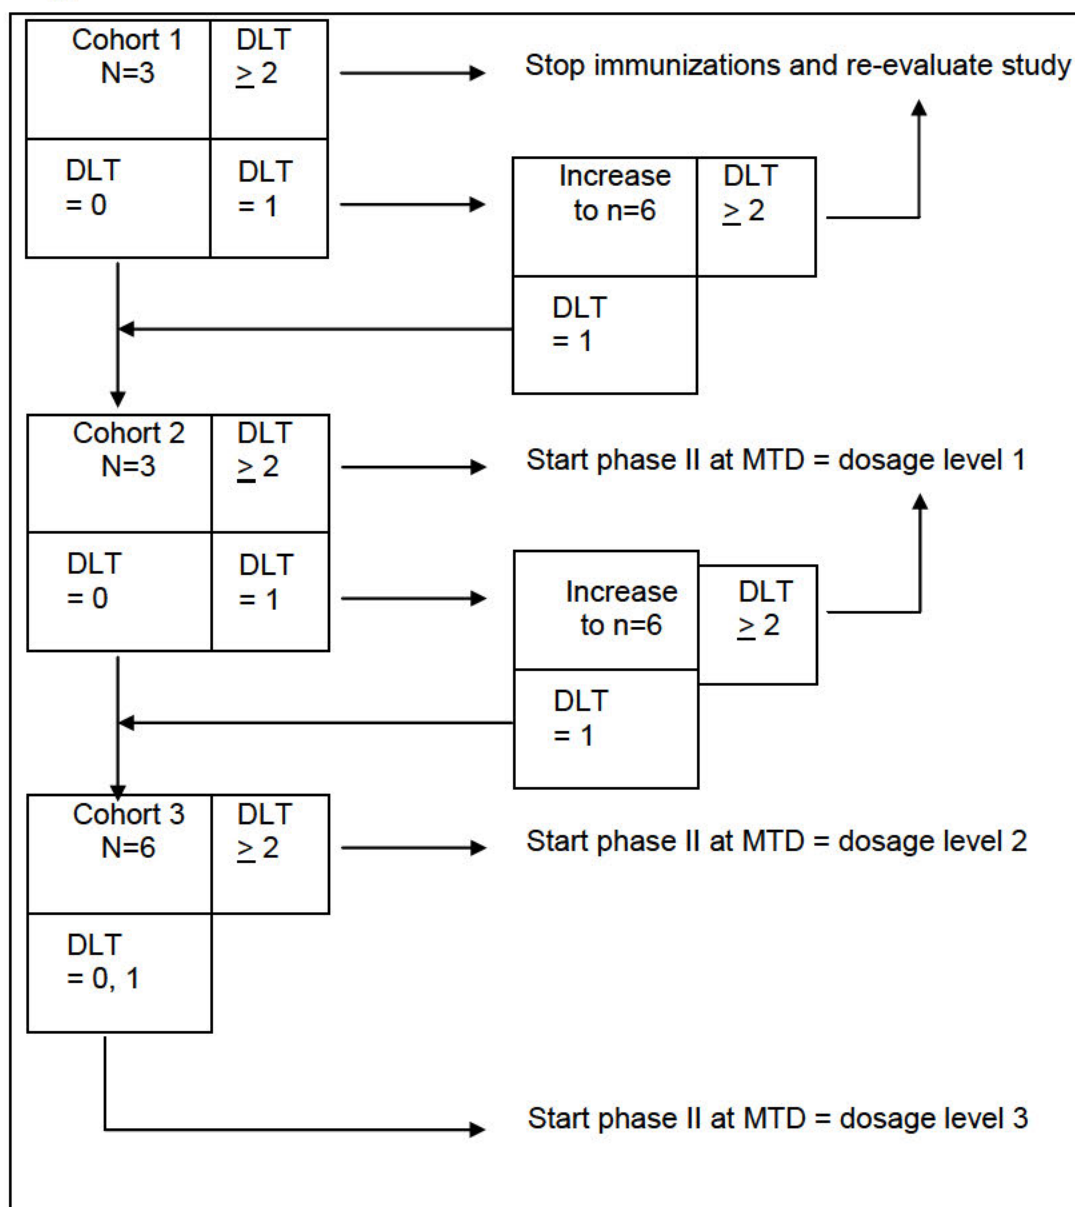 Cohort 1
N=3
DLT
≥ 2
Stop immunizations and re-evaluate study
DLT
= 0
DLT
= 1
Increase
to n=6
DLT
≥ 2
DLT
= 1
Cohort 2
N=3
DLT
≥ 2
Start phase II at MTD = dosage level 1
DLT
= 0
DLT
= 1
Increase
to n=6
DLT
≥ 2
DLT
= 1
Cohort 3
N=6
DLT
≥ 2
Start phase II at MTD = dosage level 2
DLT
= 0, 1
Start phase II at MTD = dosage level 3